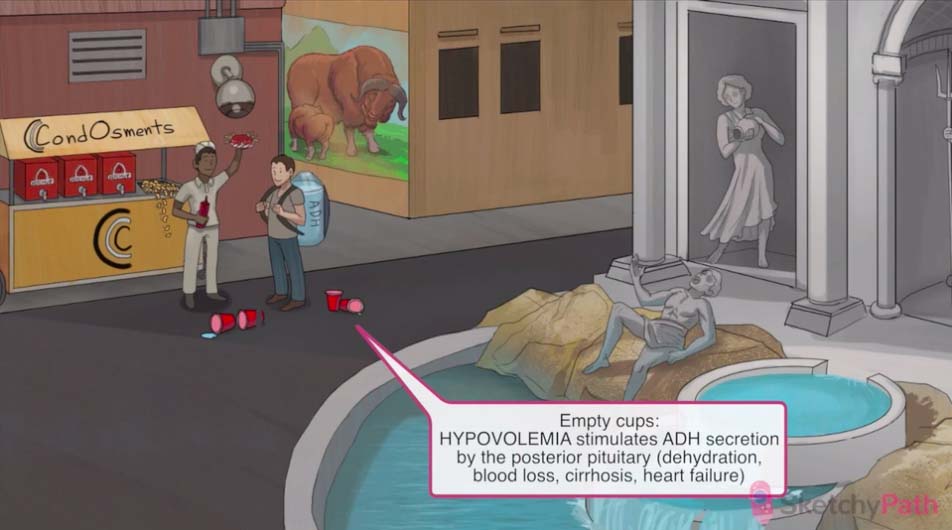 CondOsments
ADH
CC
Empty cups:
HYPOVOLEMIA stimulates ADH secretion
by the posterior pituitary (dehydration,
blood loss, cirrhosis, heart failure)
SketchyPath